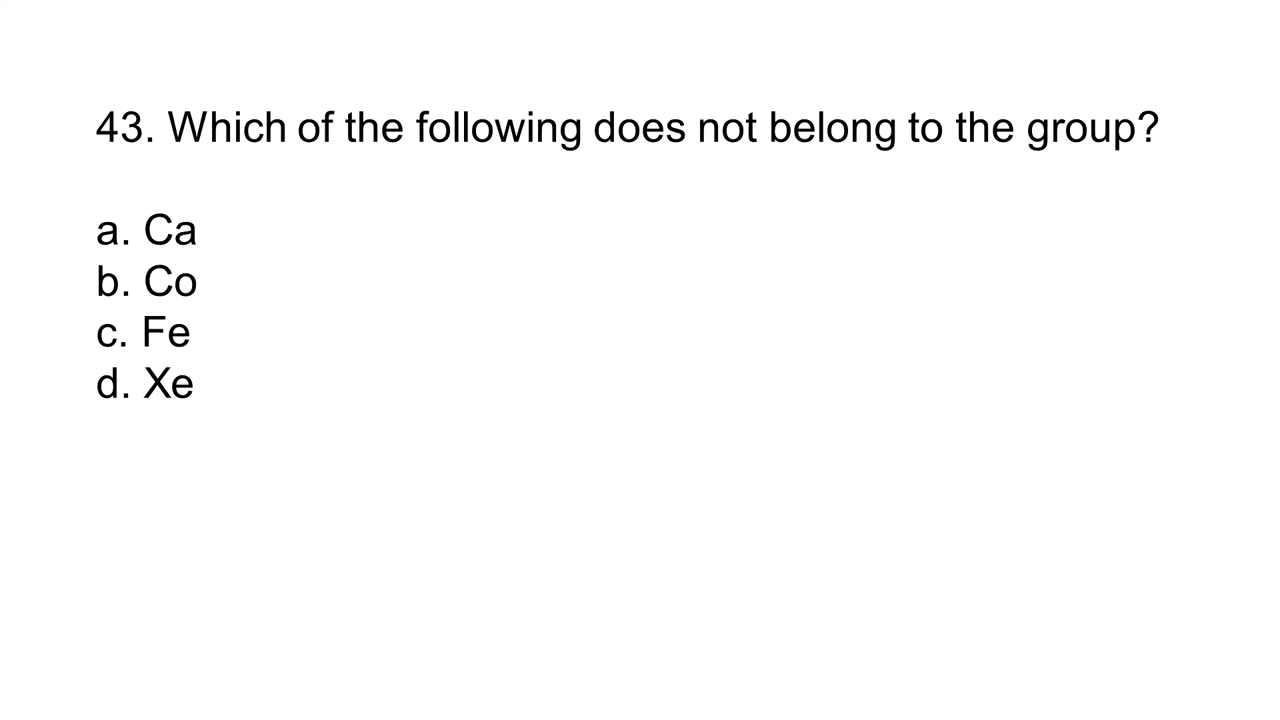 43. Which of the following does not belong to the group?
a. Ca
b. Co
c. Fe
d. Xe